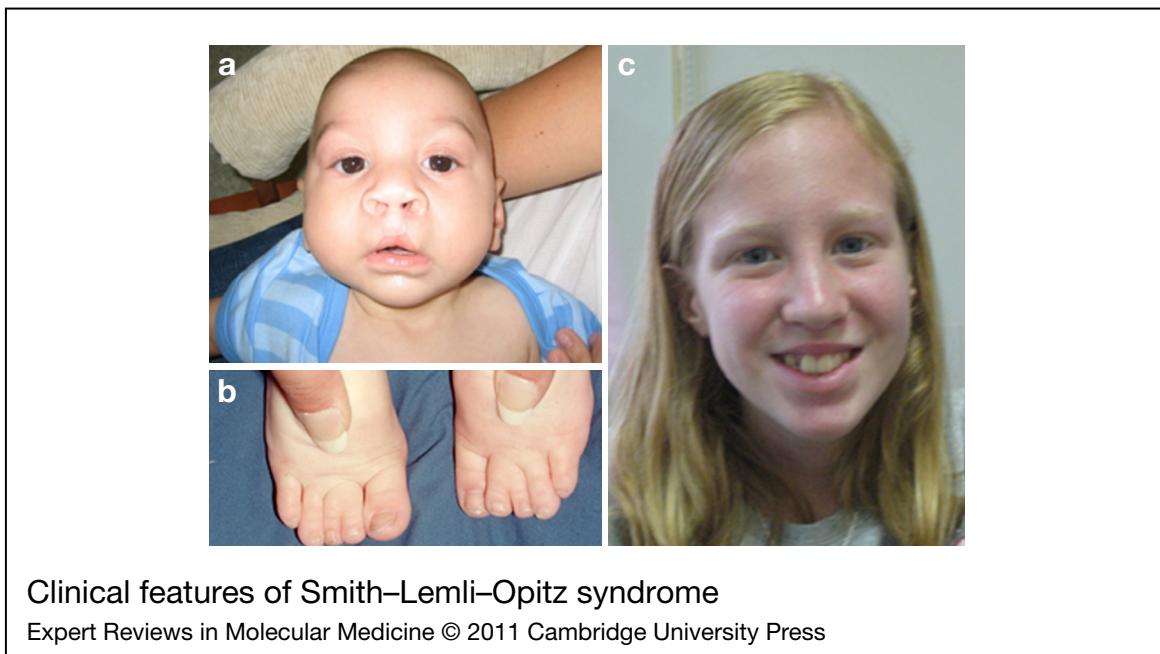 a
c
b
Clinical features of Smith–Lemli–Opitz syndrome
Expert Reviews in Molecular Medicine © 2011 Cambridge University Press